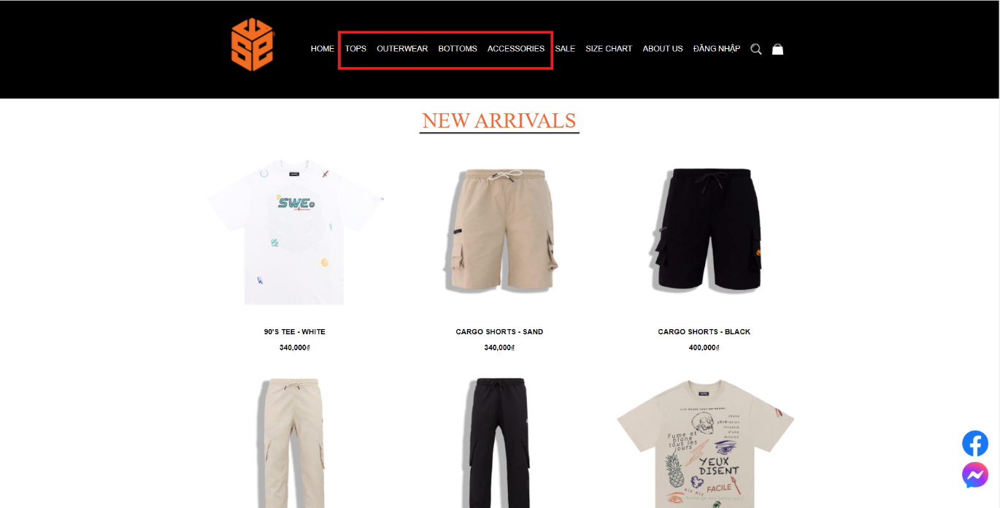 HOME TOPS OUTERWEAR BOTTOMS ACCESSORIES SALE SIZE CHART ABOUT US ĐĂNG NHẬP
NEW ARRIVALS
SWE
90'S TEE - WHITE
340,000₫
CARGO SHORTS - SAND
340,000₫
CARGO SHORTS - BLACK
400,000₫
Fume et
plane
tous les
jours
YEUX
DISENT
FACILE